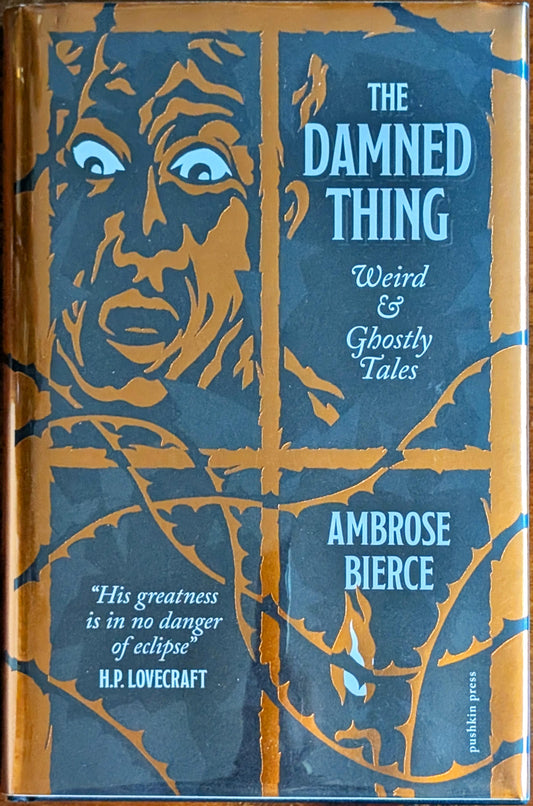 THE
DAMNED
THING
Weird
&
Ghostly
Tales
AMBROSE
BIERCE
“His greatness
is in no danger
of eclipse”
H.P. LOVECRAFT
pushkin press